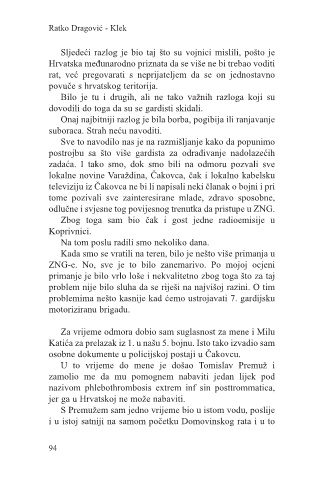 Ratko Dragović - Klek
Sljedeći razlog je bio taj što su vojnici mislili, pošto je
Hrvatska međunarodno priznata da se više ne bi trebao voditi
rat, već pregovarati s neprijateljem da se on jednostavno
povuče s hrvatskog teritorija.
Bilo je tu i drugih, ali ne tako važnih razloga koji su
dovodili do toga da su se gardisti skidali.
Onaj najbitniji razlog je bila borba, pogibija ili ranjavanje
suboraca. Strah neću navoditi.
Sve to navodilo nas je na razmišljanje kako da popunimo
postrojbu sa što više gardista za odrađivanje nadolazećih
zadaća. I tako smo, dok smo bili na odmoru pozvali sve
lokalne novine Varaždina, Čakovca, čak i lokalno kabelsku
televiziju iz Čakovca ne bi li napisali neki članak o bojni i pri
tome pozivali sve zainteresirane mlade, zdravo sposobne,
odlučne i svjesne tog povijesnog trenutka da pristupe u ZNG.
Zbog toga sam bio čak i gost jedne radioemisije u
Koprivnici.
Na tom poslu radili smo nekoliko dana.
Kada smo se vratili na teren, bilo je nešto više primanja u
ZNG-e. No, sve je to bilo zanemarivo. Po mojoj ocjeni
primanje je bilo vrlo loše i nekvalitetno zbog toga što za taj
problem nije bilo sluha da se riješi na najvišoj razini. O tim
problemima nešto kasnije kad ćemo ustrojavati 7. gardijsku
motoriziranu brigadu.
Za vrijeme odmora dobio sam suglasnost za mene i Milu
Katića za prelazak iz 1. u našu 5. bojnu. Isto tako izvadio sam
osobne dokumente u policijskoj postaji u Čakovcu.
U to vrijeme do mene je došao Tomislav Premuž i
zamolio me da mu pomognem nabaviti jedan lijek pod
nazivom phlebothrombosis extrem inf sin posttrommatica,
jer ga u Hrvatskoj ne može nabaviti.
S Premužem sam jedno vrijeme bio u istom vodu, poslije
i u istoj satniji na samom početku Domovinskog rata i u to
94